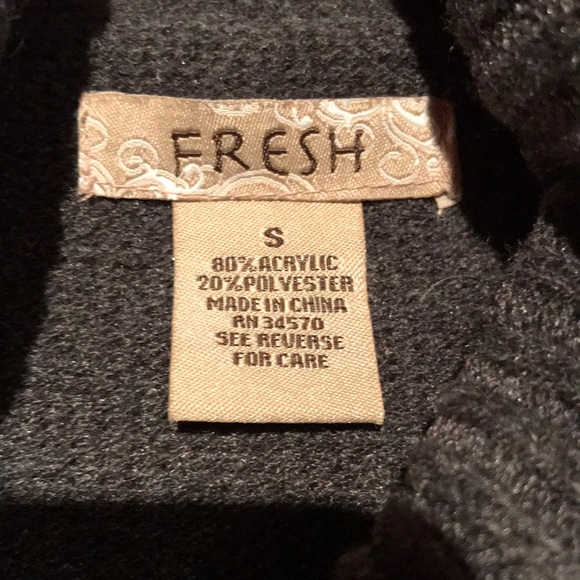 FRESH
S
80% ACRYLIC
20% POLYESTER
MADE IN CHINA
RN 34570
SEE REVERSE
FOR CARE